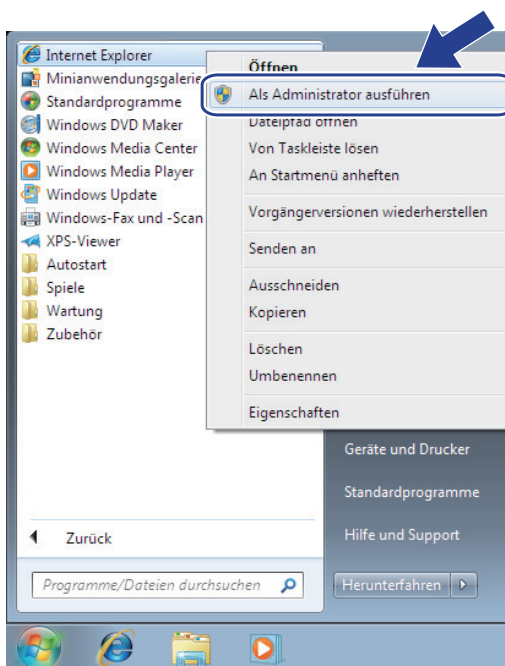 Internet Explorer
Minianwendungsgalerie
Standardprogramme
Windows DVD Maker
Windows Media Center
Windows Media Player
Windows Update
Windows-Fax und -Scan
XPS-Viewer
Autostart
Spiele
Wartung
Zubehör
Zurück
Programme/Dateien durchsuchen
Öffnen
Als Administrator ausführen
Dateipfad öffnen
Von Taskleiste lösen
An Startmenü anheften
Vorgängerversionen wiederherstellen
Senden an
Ausschneiden
Kopieren
Löschen
Umbenennen
Eigenschaften
Geräte und Drucker
Standardprogramme
Hilfe und Support
Herunterfahren